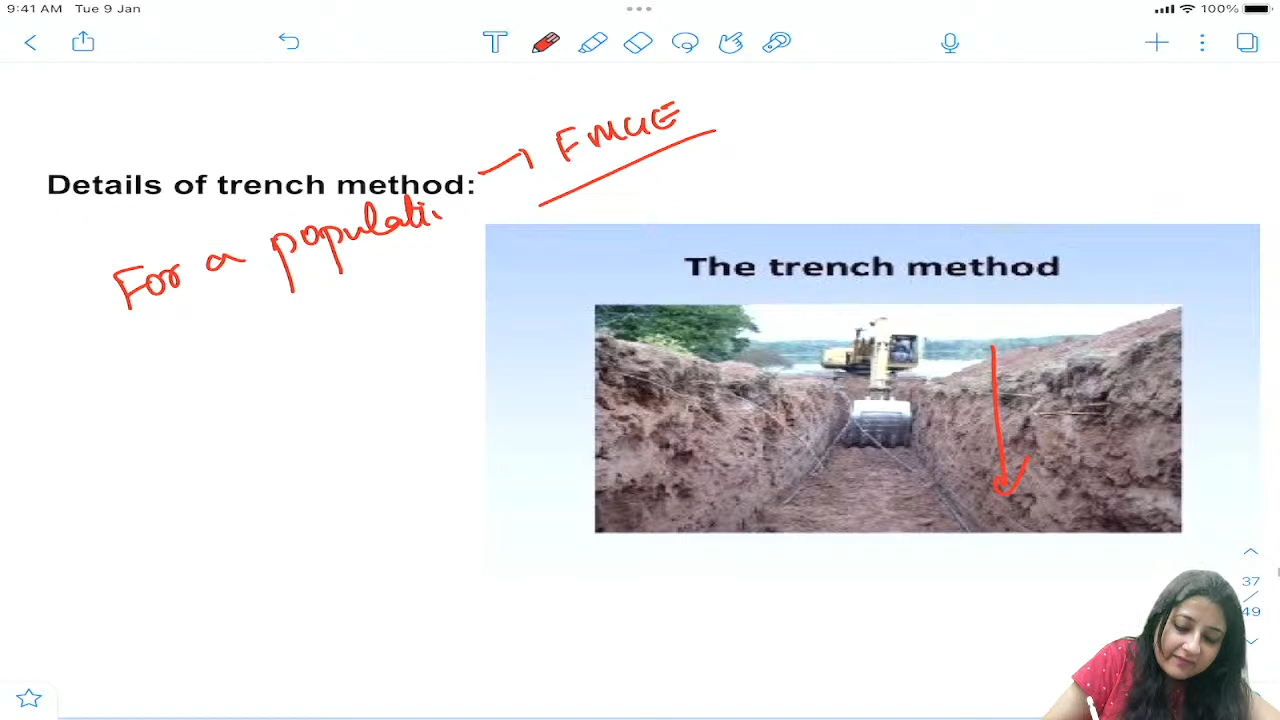 9:41 AM Tue 9 Jan
100%
→ FMGE
Details of trench method:
For a populati
The trench method
37
49